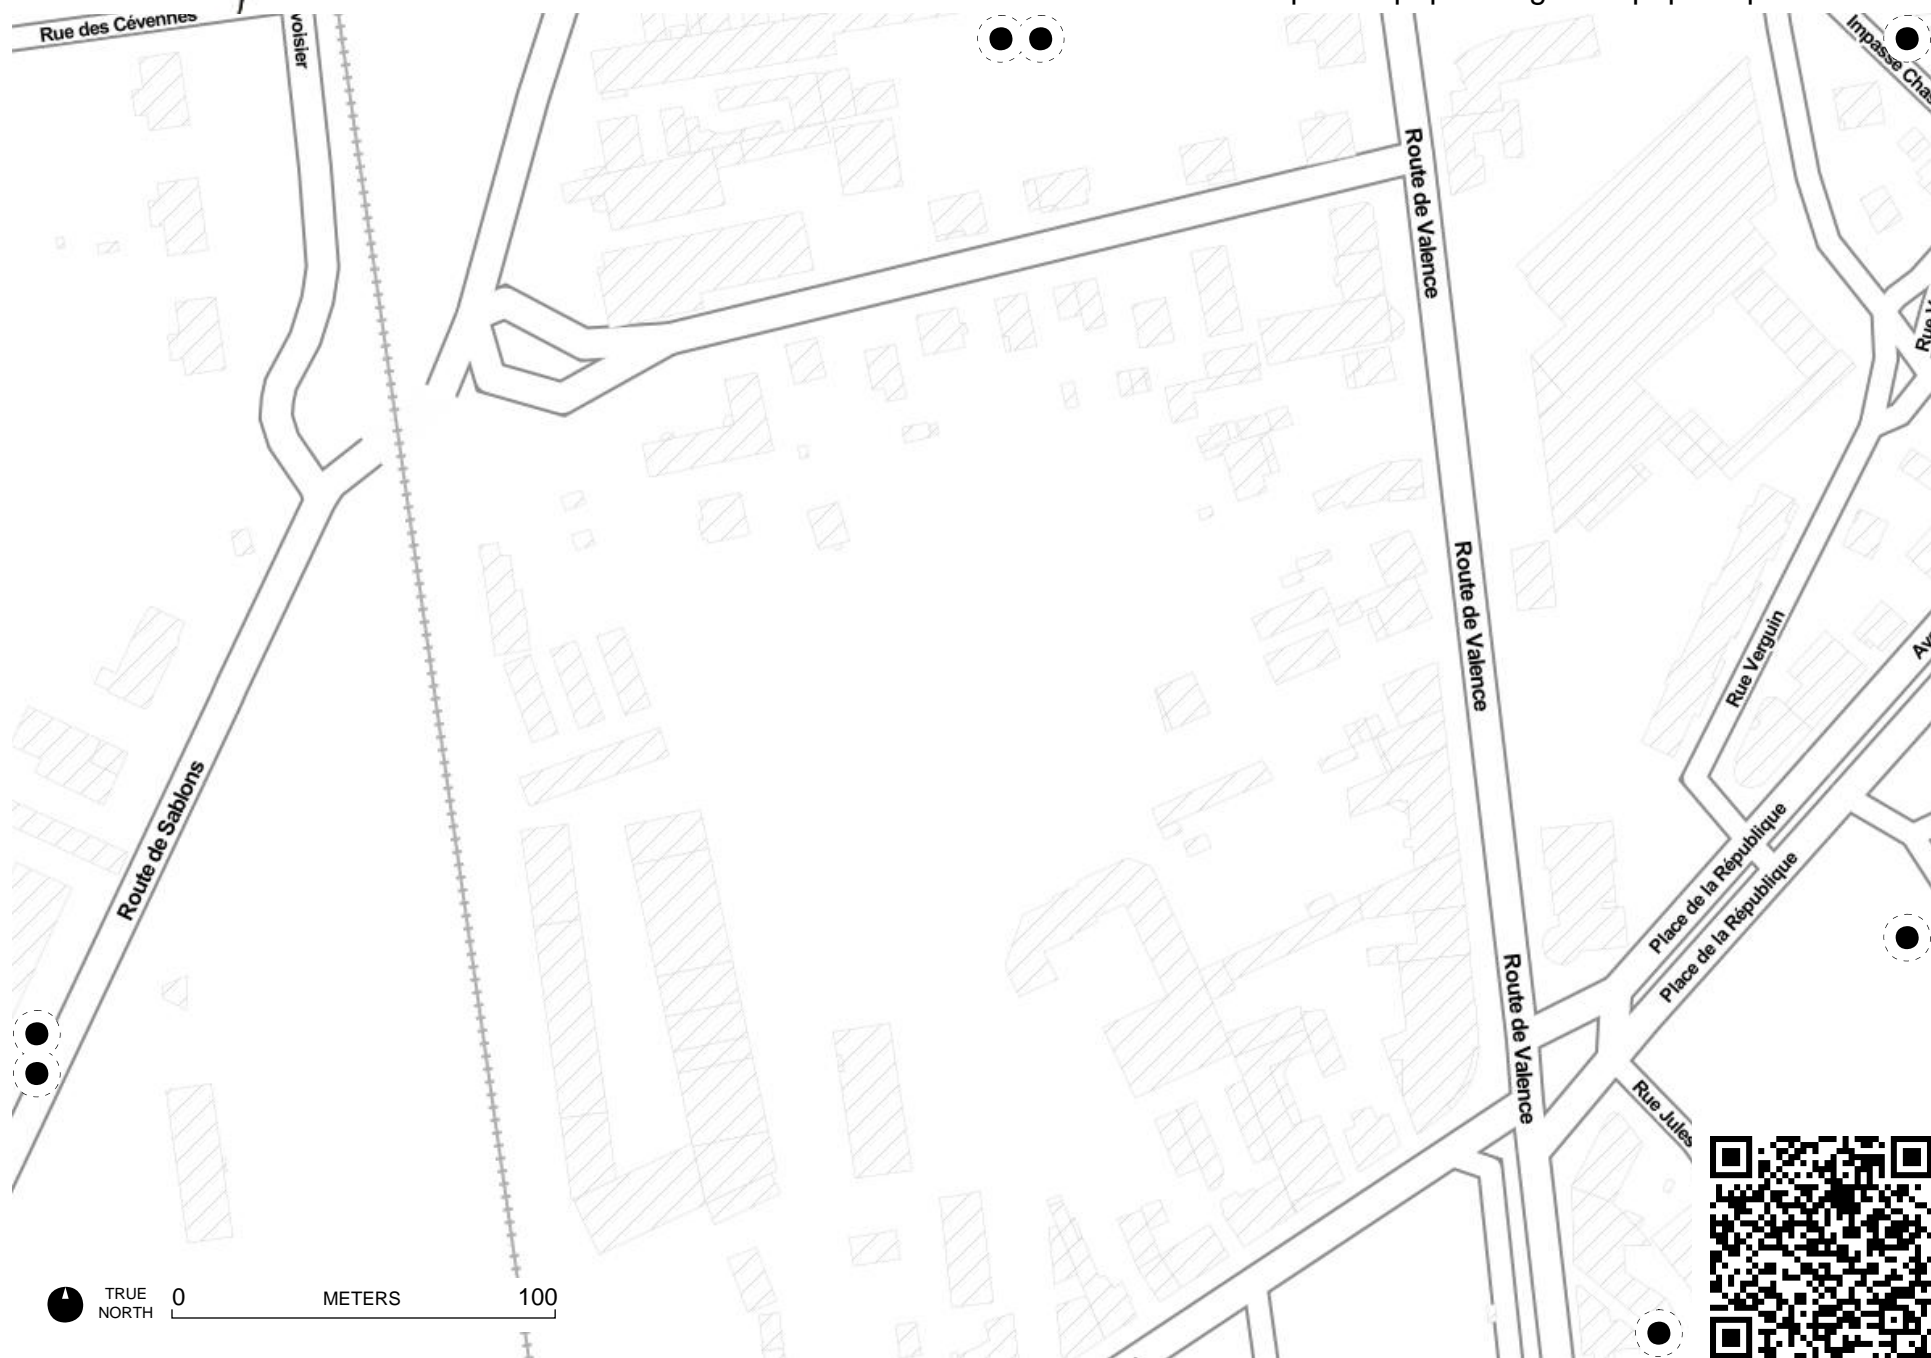 Rue des Cévennes
voisier
Impasse Chas
Route de Valence
Route de Valence
Rue Verguin
Route de Sablons
Place de la République
Place de la République
Route de Valence
Rue Jules
TRUE
NORTH
0
METERS
100